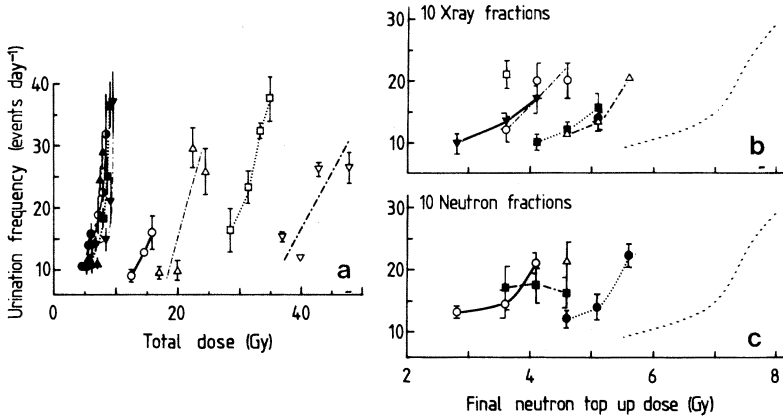 10 Xray fractions
30
20
10
b
40
30
20
10
Urination frequency (events day⁻¹)
a
0
20
40
Total dose (Gy)
10 Neutron fractions
30
20
10
c
2
4
6
8
Final neutron top up dose (Gy)